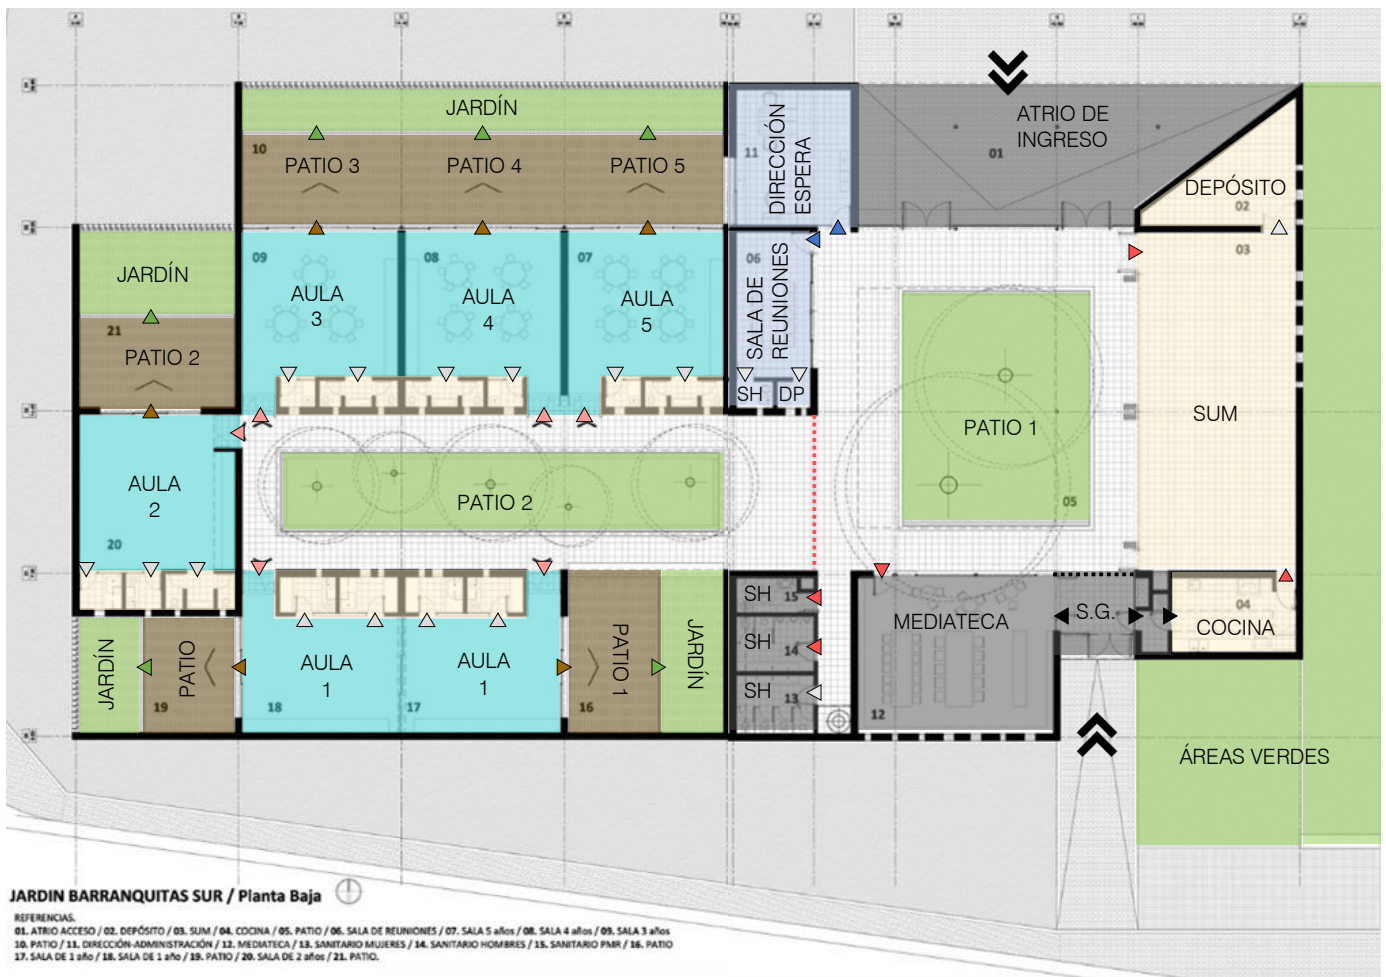 JARDÍN
ATRIO DE
INGRESO
01
10
PATIO 3
PATIO 4
PATIO 5
11
DIRECCIÓN
ESPERA
DEPÓSITO
02
JARDÍN
21
PATIO 2
09
AULA
3
08
AULA
4
07
AULA
5
06
SALA DE
REUNIONES
SH
DP
03
SUM
PATIO 1
05
AULA
2
20
PATIO 2
JARDÍN
PATIO
19
AULA
1
18
AULA
1
17
PATIO 1
16
JARDÍN
SH
15
SH
14
SH
13
MEDIATECA
12
S.G.
04
COCINA
ÁREAS VERDES
JARDIN BARRANQUITAS SUR / Planta Baja
REFERENCIAS.
01. ATRIO ACCESO / 02. DEPÓSITO / 03. SUM / 04. COCINA / 05. PATIO / 06. SALA DE REUNIONES / 07. SALA 5 años / 08. SALA 4 años / 09. SALA 3 años
10. PATIO / 11. DIRECCIÓN-ADMINISTRACIÓN / 12. MEDIATECA / 13. SANITARIO MUJERES / 14. SANITARIO HOMBRES / 15. SANITARIO PMR / 16. PATIO
17. SALA DE 1 año / 18. SALA DE 1 año / 19. PATIO / 20. SALA DE 2 años / 21. PATIO.